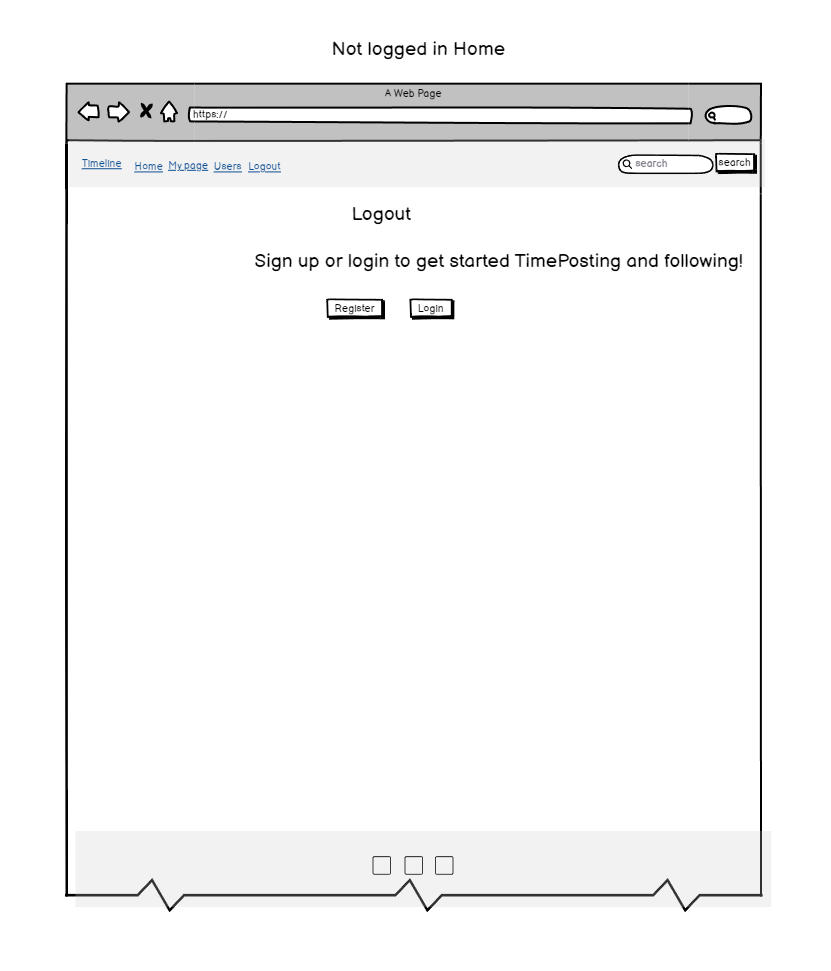 Not logged in Home
A Web Page
https://
Timeline Home My page Users Logout search search
Logout
Sign up or login to get started TimePosting and following!
Register Login